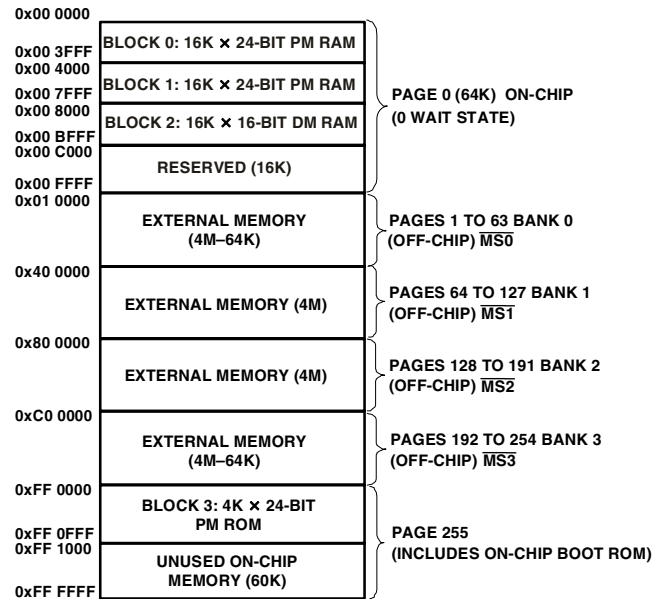 0x00 0000
BLOCK 0: 16K × 24-BIT PM RAM
0x00 3FFF
0x00 4000
BLOCK 1: 16K × 24-BIT PM RAM
0x00 7FFF
0x00 8000
BLOCK 2: 16K × 16-BIT DM RAM
0x00 BFFF
0x00 C000
RESERVED (16K)
0x00 FFFF
PAGE 0 (64K) ON-CHIP
(0 WAIT STATE)
0x01 0000
EXTERNAL MEMORY
(4M–64K)
PAGES 1 TO 63 BANK 0
(OFF-CHIP) MS0
0x40 0000
EXTERNAL MEMORY (4M)
PAGES 64 TO 127 BANK 1
(OFF-CHIP) MS1
0x80 0000
EXTERNAL MEMORY (4M)
PAGES 128 TO 191 BANK 2
(OFF-CHIP) MS2
0xC0 0000
EXTERNAL MEMORY
(4M–64K)
PAGES 192 TO 254 BANK 3
(OFF-CHIP) MS3
0xFF 0000
BLOCK 3: 4K × 24-BIT
PM ROM
0xFF 0FFF
0xFF 1000
UNUSED ON-CHIP
MEMORY (60K)
0xFF FFFF
PAGE 255
(INCLUDES ON-CHIP BOOT ROM)